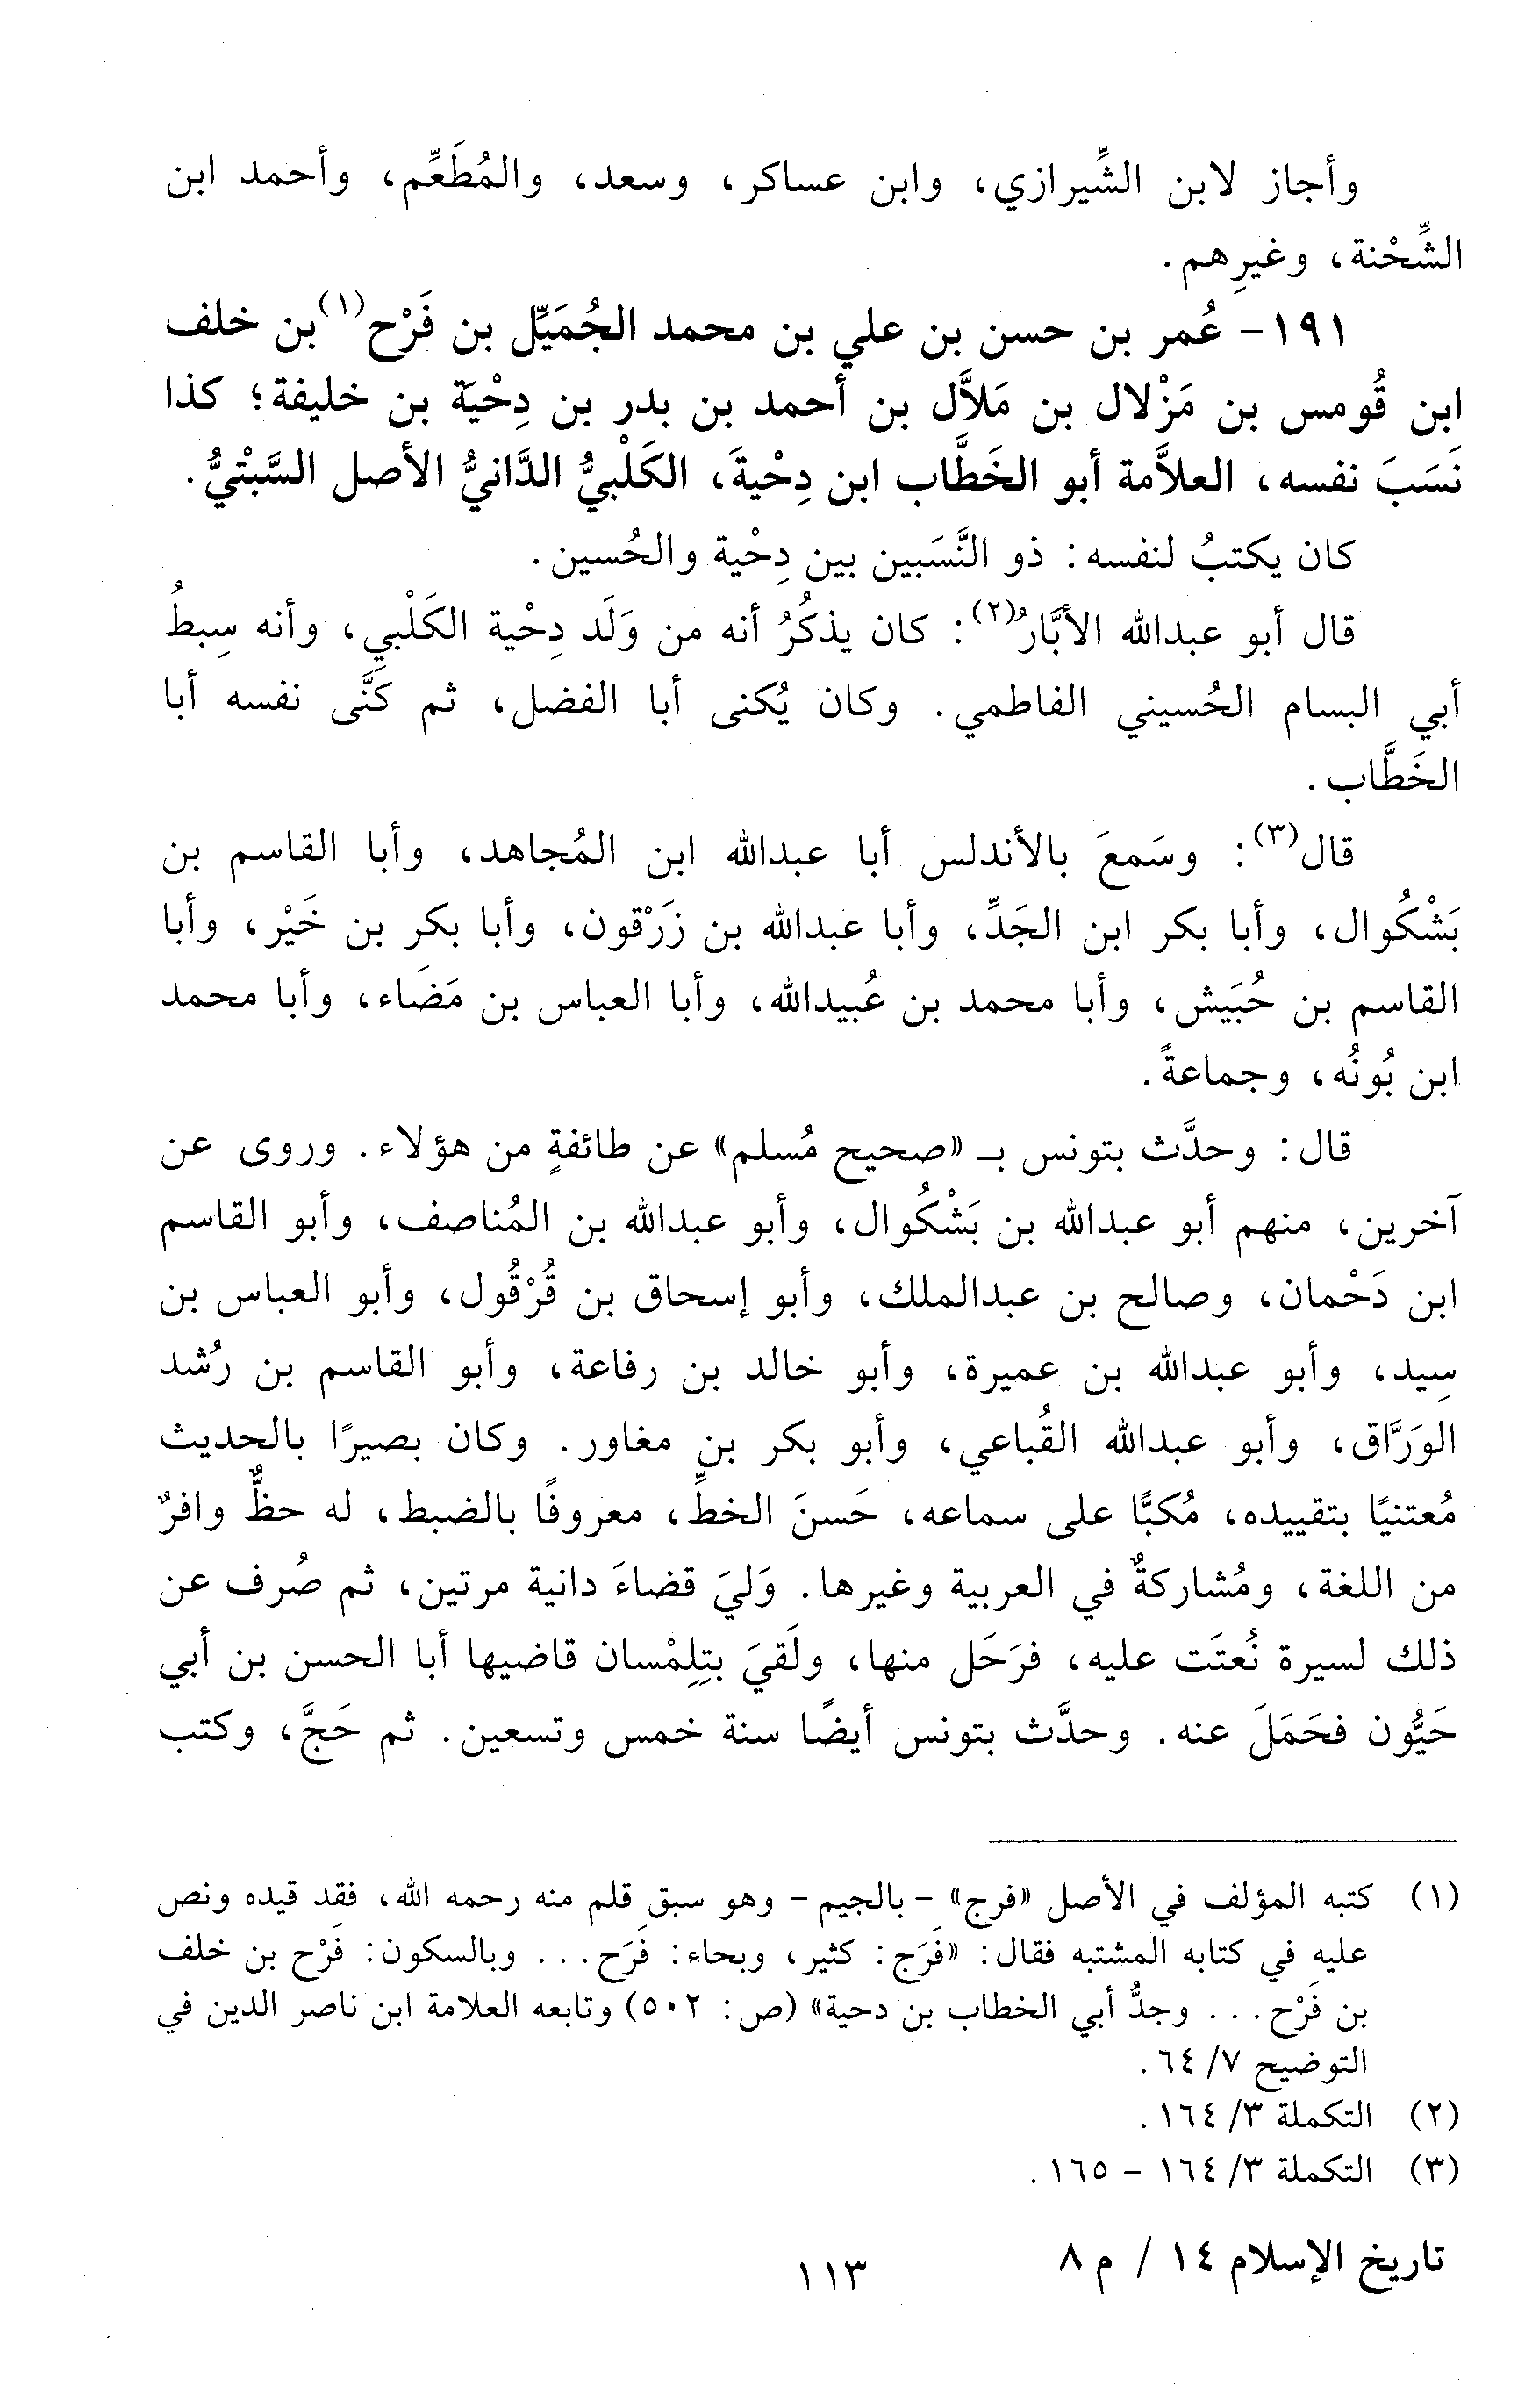 وأجاز لابن الشِّيرازي، وابن عساكر، وسعد، والمُطَعِّم، وأحمد ابن
الشِّحْنة، وغيرِهم.
١٩١- عُمر بن حسن بن علي بن محمد الجُمَيِّل بن فَرْح(١) بن خلف
ابن قُومس بن مَزْلال بن مَلاَّل بن أحمد بن بدر بن دِحْيَة بن خليفة؛ كذا
نَسَبَ نفسه، العلاَّمة أبو الخَطَّاب ابن دِحْيةَ، الكَلْبيُّ الدَّانيُّ الأصل السَّبْتيُّ.
كان يكتبُ لنفسه: ذو النَّسَبين بين دِحْية والحُسين.
قال أبو عبدالله الأبَّارُ(٢): كان يذكُرُ أنه من وَلَد دِحْية الكَلْبي، وأنه سِبطُ
أبي البسام الحُسيني الفاطمي. وكان يُكنى أبا الفضل، ثم كَنَّى نفسه أبا
الخَطَّاب.
قال(٣): وسَمعَ بالأندلس أبا عبدالله ابن المُجاهد، وأبا القاسم بن
بَشْكُوال، وأبا بكر ابن الجَدِّ، وأبا عبدالله بن زَرْقون، وأبا بكر بن خَيْر، وأبا
القاسم بن حُبَيش، وأبا محمد بن عُبيدالله، وأبا العباس بن مَضَاء، وأبا محمد
ابن بُونُه، وجماعةً.
قال: وحدَّث بتونس بـ «صحيح مُسلم» عن طائفةٍ من هؤلاء. وروى عن
آخرين، منهم أبو عبدالله بن بَشْكُوال، وأبو عبدالله بن المُناصف، وأبو القاسم
ابن دَحْمان، وصالح بن عبدالملك، وأبو إسحاق بن قُرْقُول، وأبو العباس بن
سِيد، وأبو عبدالله بن عميرة، وأبو خالد بن رفاعة، وأبو القاسم بن رُشد
الورَّاق، وأبو عبدالله القُباعي، وأبو بكر بن مغاور. وكان بصيرًا بالحديث
مُعتنيًا بتقييده، مُكبًّا على سماعه، حَسنَ الخطِّ، معروفًا بالضبط، له حظٌّ وافرٌ
من اللغة، ومُشاركةٌ في العربية وغيرها. وَليَ قضاءَ دانية مرتين، ثم صُرف عن
ذلك لسيرة نُعتَت عليه، فرَحَل منها، ولَقيَ بتِلِمْسان قاضيها أبا الحسن بن أبي
حَيُّون فحَمَلَ عنه. وحدَّث بتونس أيضًا سنة خمس وتسعين. ثم حَجَّ، وكتب
(١) كتبه المؤلف في الأصل «فرج» - بالجيم - وهو سبق قلم منه رحمه الله، فقد قيده ونص
عليه في كتابه المشتبه فقال: «فَرَج: كثير، وبحاء: فَرَح... وبالسكون: فَرْح بن خلف
بن فَرْح... وجدُّ أبي الخطاب بن دحية» (ص: ٥٠٢) وتابعه العلامة ابن ناصر الدين في
التوضيح ٧/ ٦٤.
(٢) التكملة ٣/ ١٦٤.
(٣) التكملة ٣/ ١٦٤ - ١٦٥.
تاريخ الإسلام ١٤ / م ٨
١١٣